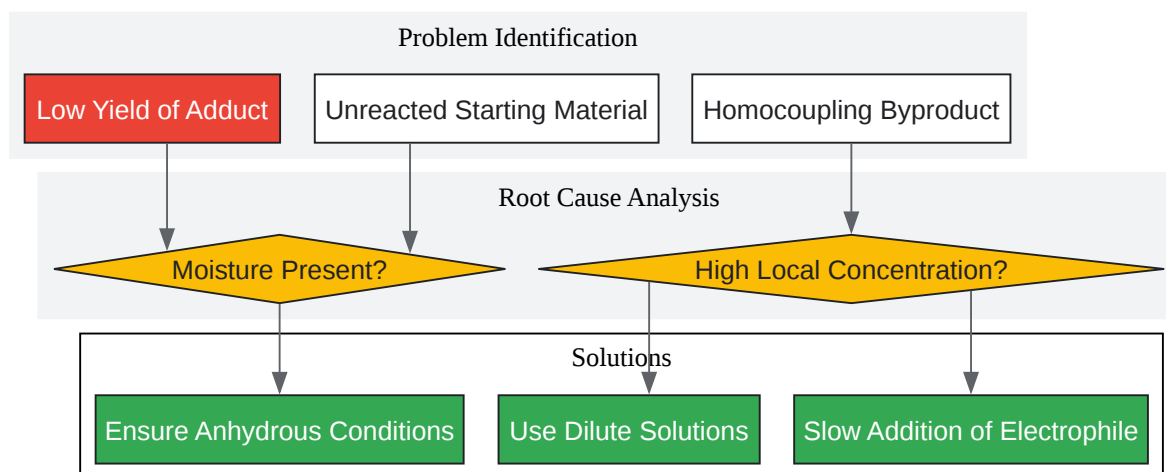 Problem Identification
Low Yield of Adduct
Unreacted Starting Material
Homocoupling Byproduct
Root Cause Analysis
Moisture Present?
High Local Concentration?
Solutions
Ensure Anhydrous Conditions
Use Dilute Solutions
Slow Addition of Electrophile